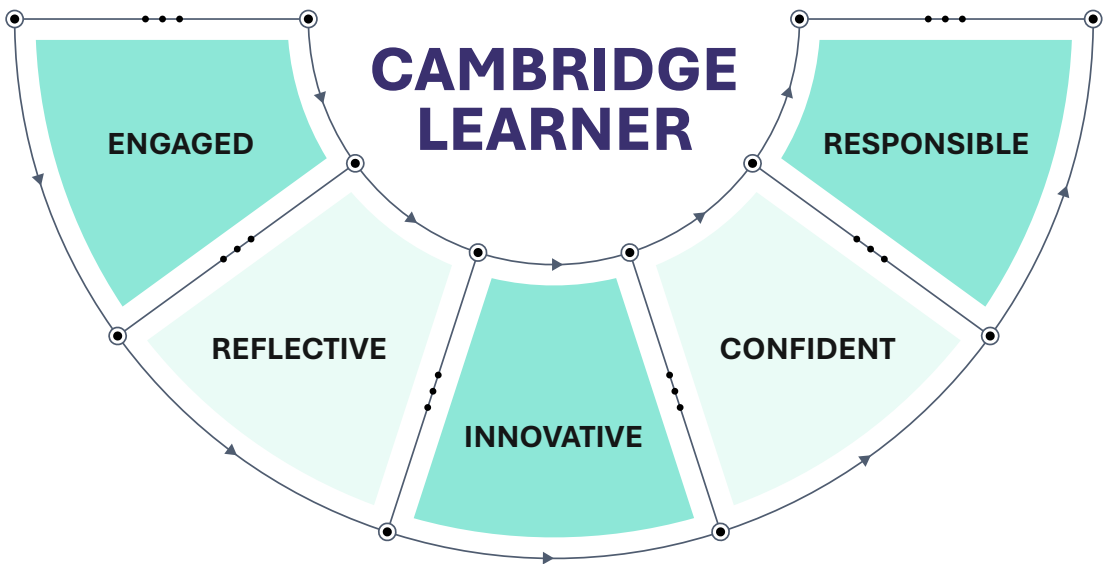 CAMBRIDGE
LEARNER
ENGAGED
REFLECTIVE
INNOVATIVE
CONFIDENT
RESPONSIBLE